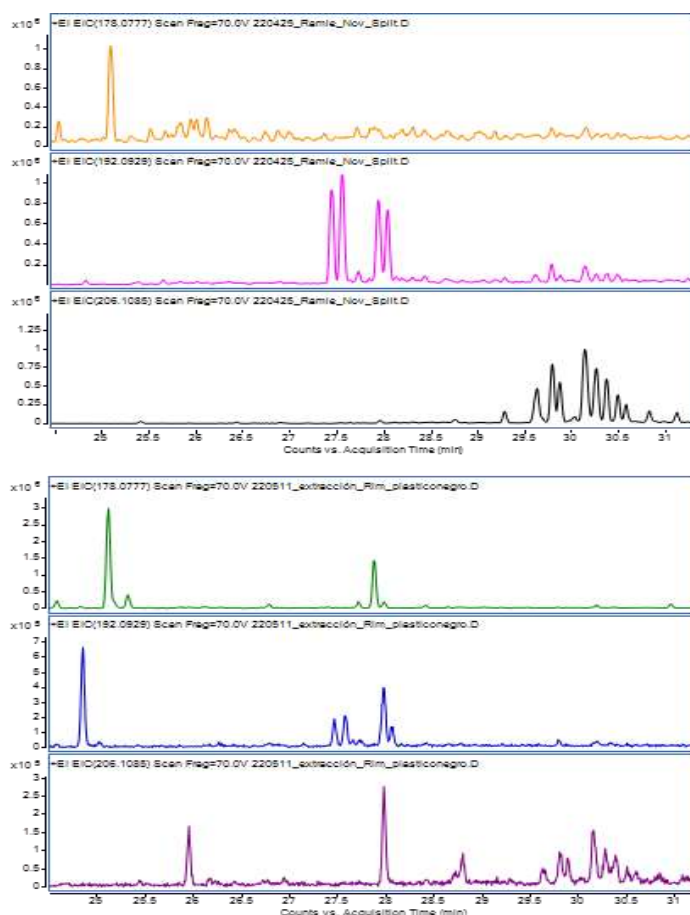 x10
+EI EIC(178.0777) Scan Frag=70.0V 220425_Ramie_Nov_Split.D
1
0.8
0.6
0.4
0.2
0
x10
+EI EIC(192.0929) Scan Frag=70.0V 220425_Ramie_Nov_Split.D
1
0.8
0.6
0.4
0.2
x10
+EI EIC(206.1085) Scan Frag=70.0V 220425_Ramie_Nov_Split.D
1.25
1
0.75
0.5
0.25
0
25 25.5 26 26.5 27 27.5 28 28.5 29 29.5 30 30.5 31
Counts vs. Acquisition Time (min)
x10
+EI EIC(178.0777) Scan Frag=70.0V 220511_extracción_Rim_plasticonegro.D
3
2.5
2
1.5
1
0.5
0
x10
+EI EIC(192.0929) Scan Frag=70.0V 220511_extracción_Rim_plasticonegro.D
7
6
5
4
3
2
1
0
x10
+EI EIC(206.1085) Scan Frag=70.0V 220511_extracción_Rim_plasticonegro.D
3
2.5
2
1.5
1
0.5
0
25 25.5 26 26.5 27 27.5 28 28.5 29 29.5 30 30.5 31
Counts vs. Acquisition Time (min)